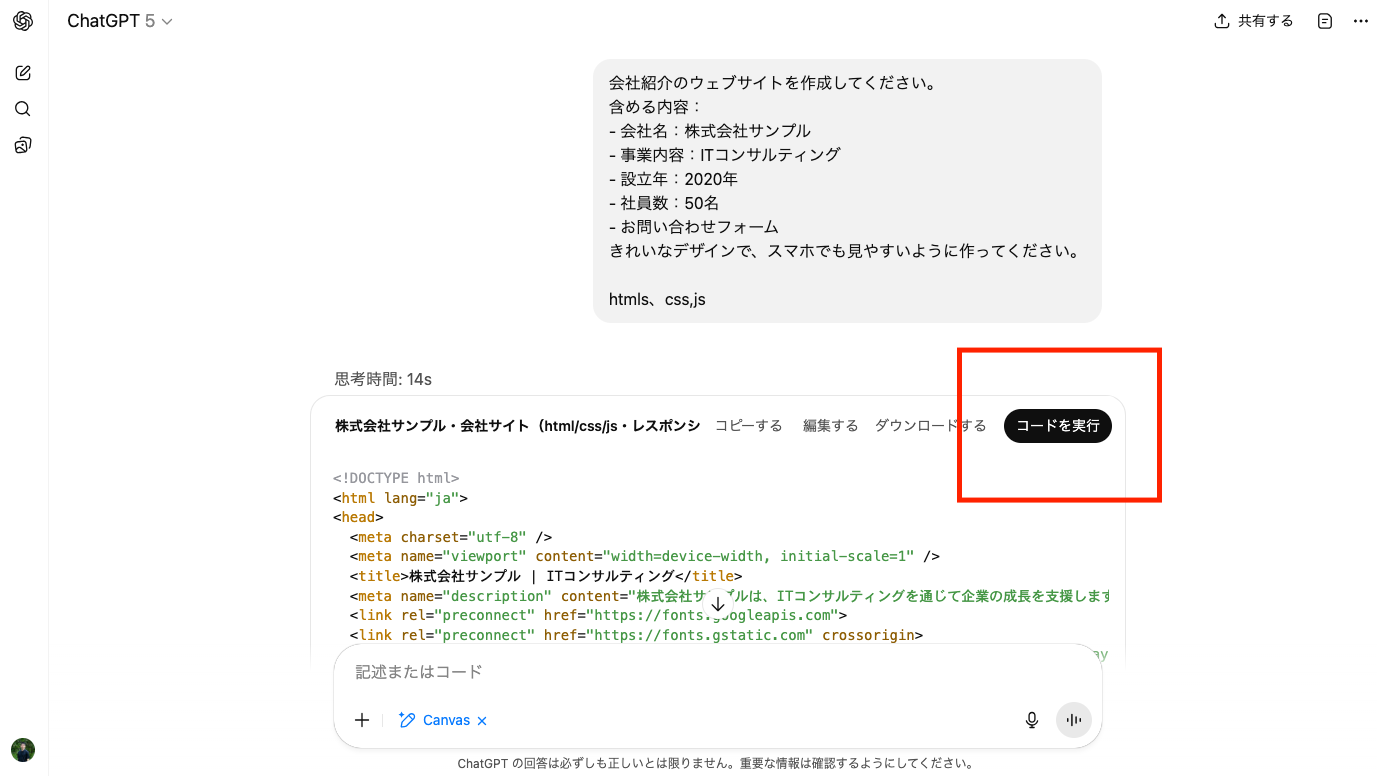 ChatGPT 5
共有する
会社紹介のウェブサイトを作成してください。
含める内容：
- 会社名：株式会社サンプル
- 事業内容：ITコンサルティング
- 設立年：2020年
- 社員数：50名
- お問い合わせフォーム
きれいなデザインで、スマホでも見やすいように作ってください。
htmls、css,js
思考時間: 14s
株式会社サンプル・会社サイト（html/css/js・レスポンシ コピーする 編集する ダウンロードする コードを実行
<!DOCTYPE html>
<html lang="ja">
<head>
<meta charset="utf-8" />
<meta name="viewport" content="width=device-width, initial-scale=1" />
<title>株式会社サンプル | ITコンサルティング</title>
<meta name="description" content="株式会社サンプルは、ITコンサルティングを通じて企業の成長を支援します
<link rel="preconnect" href="https://fonts.googleapis.com">
<link rel="preconnect" href="https://fonts.gstatic.com" crossorigin>
ay
記述またはコード
Canvas
ChatGPT の回答は必ずしも正しいとは限りません。重要な情報は確認するようにしてください。